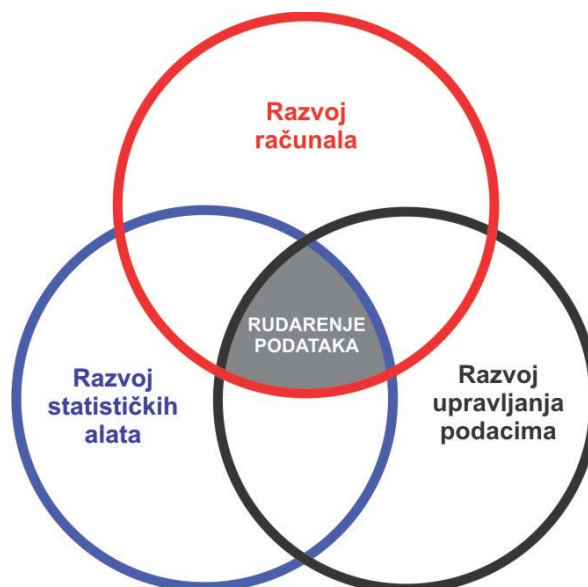 Razvoj
računala
RUDARENJE
PODATAKA
Razvoj
statističkih
alata
Razvoj
upravljanja
podacima